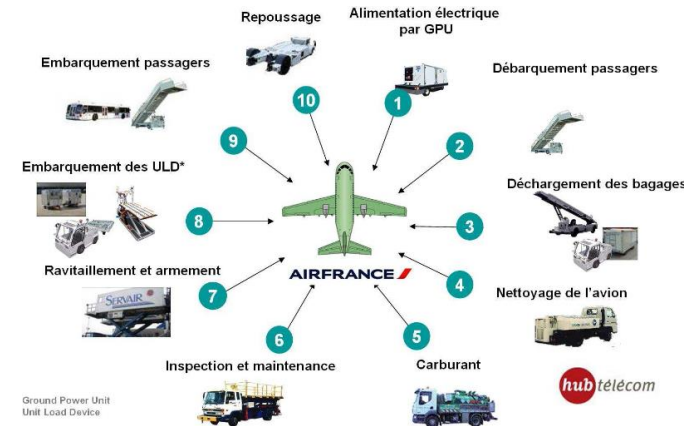 Repoussage
Alimentation électrique
par GPU
Embarquement passagers
Débarquement passagers
10
1
9
2
Embarquement des ULD*
Déchargement des bagages
8
3
Ravitaillement et armement
AIRFRANCE
7
4
Nettoyage de l'avion
SERVAIR
6
5
Inspection et maintenance
Carburant
hub télécom
Ground Power Unit
Unit Load Device